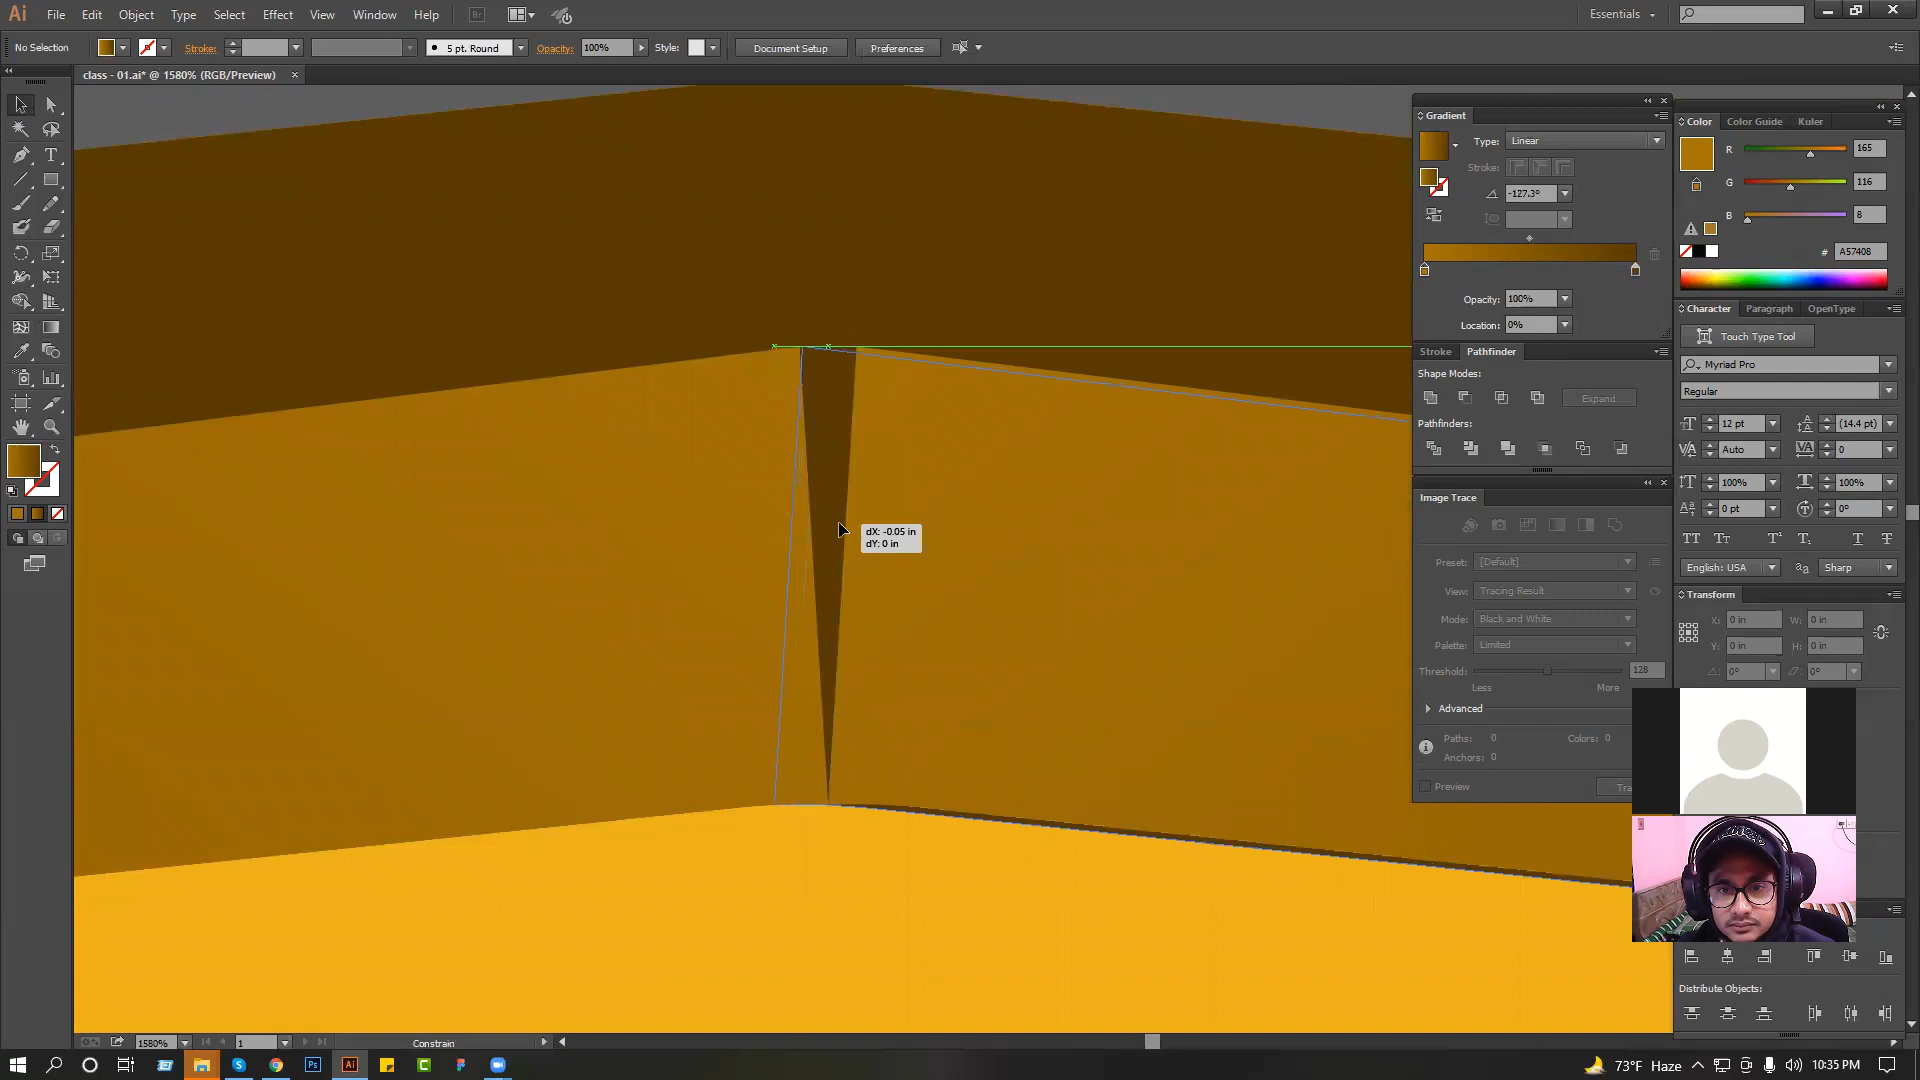 Ai File Edit Object Type Select Effect View Window Help Br Essentials
No Selection Stroke: 5 pt. Round Opacity: 100% Style: Document Setup Preferences
class - 01.ai* @ 1580% (RGB/Preview)
Gradient
Type: Linear
Stroke:
-127.3°
Opacity: 100%
Location: 0%
Color Color Guide Kuler
R 165
G 116
B 8
# A57408
Stroke Pathfinder
Shape Modes:
Expand
Pathfinders:
Character Paragraph OpenType
Touch Type Tool
Myriad Pro
Regular
12 pt (14.4 pt)
Auto 0
100% 100%
0 pt 0°
English: USA Sharp
dX: -0.05 in
dY: 0 in
Image Trace
Preset: [Default]
View: Tracing Result
Mode: Black and White
Palette: Limited
Threshold: 128
Less More
Advanced
Paths: 0 Colors: 0
Anchors: 0
Preview
Transform
X: 0 in W: 0 in
Y: 0 in H: 0 in
0° 0°
Distribute Objects:
1580% 1 Constrain
Ps Ai 73°F Haze 10:35 PM